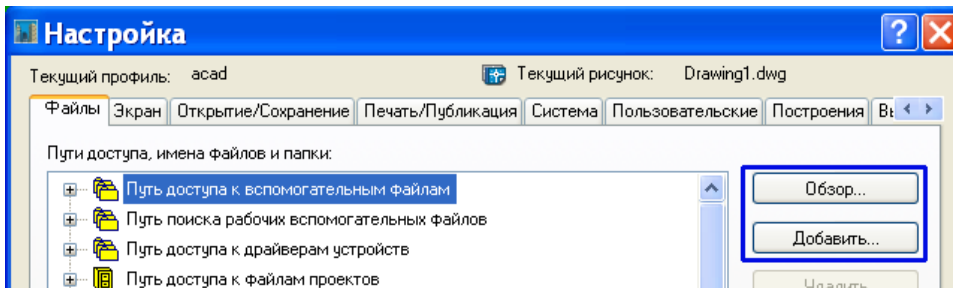 Настройка
Текущий профиль: acad Текущий рисунок: Drawing1.dwg
Файлы Экран Открытие/Сохранение Печать/Публикация Система Пользовательские Построения
Пути доступа, имена файлов и папки:
Путь доступа к вспомогательным файлам
Обзор...
Путь поиска рабочих вспомогательных файлов
Добавить...
Путь доступа к драйверам устройств
Путь доступа к файлам проектов
Удалить